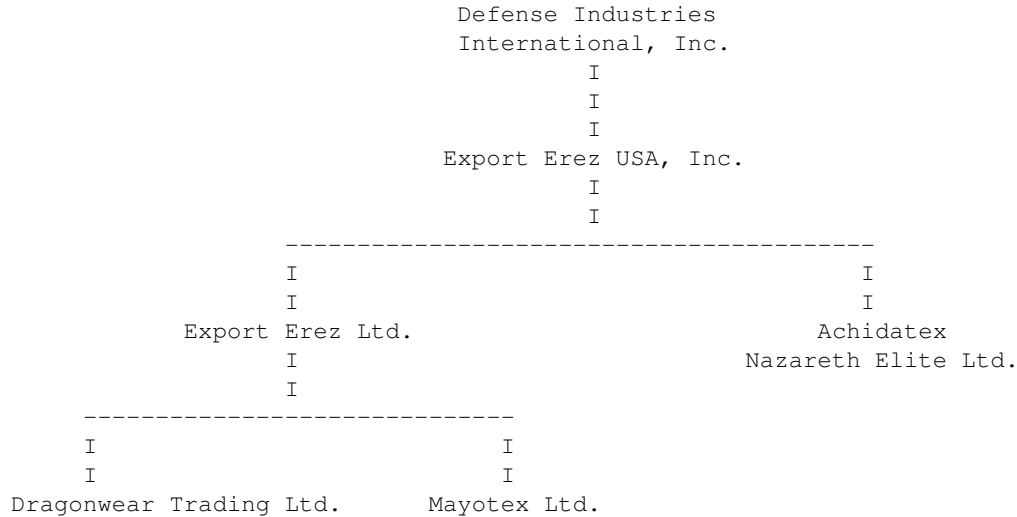 Defense Industries
International, Inc.
I
I
I
Export Erez USA, Inc.
I
I
-----------------------------------------
I I
I I
Export Erez Ltd. Achidatex
I Nazareth Elite Ltd.
I
------------------------------
I I
I I
Dragonwear Trading Ltd. Mayotex Ltd.